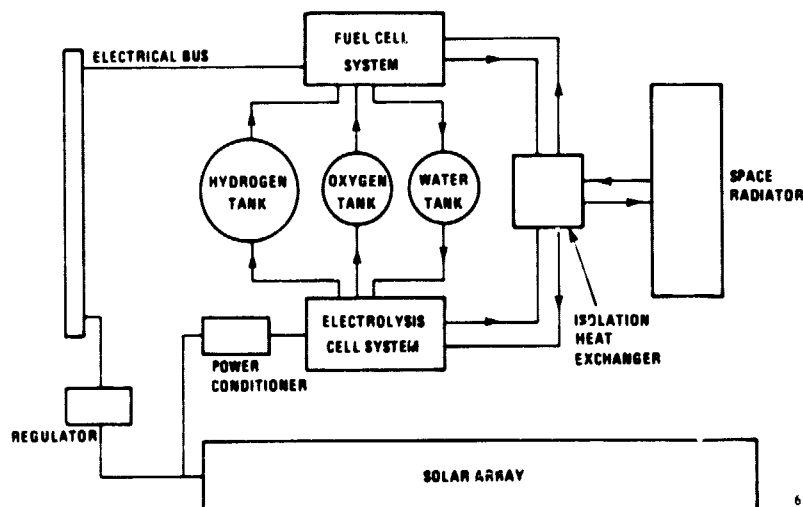 ELECTRICAL BUS
FUEL CELL
SYSTEM
HYDROGEN
TANK
OXYGEN
TANK
WATER
TANK
SPACE
RADIATOR
ELECTROLYSIS
CELL SYSTEM
ISOLATION
HEAT
EXCHANGER
POWER
CONDITIONER
REGULATOR
SOLAR ARRAY
6